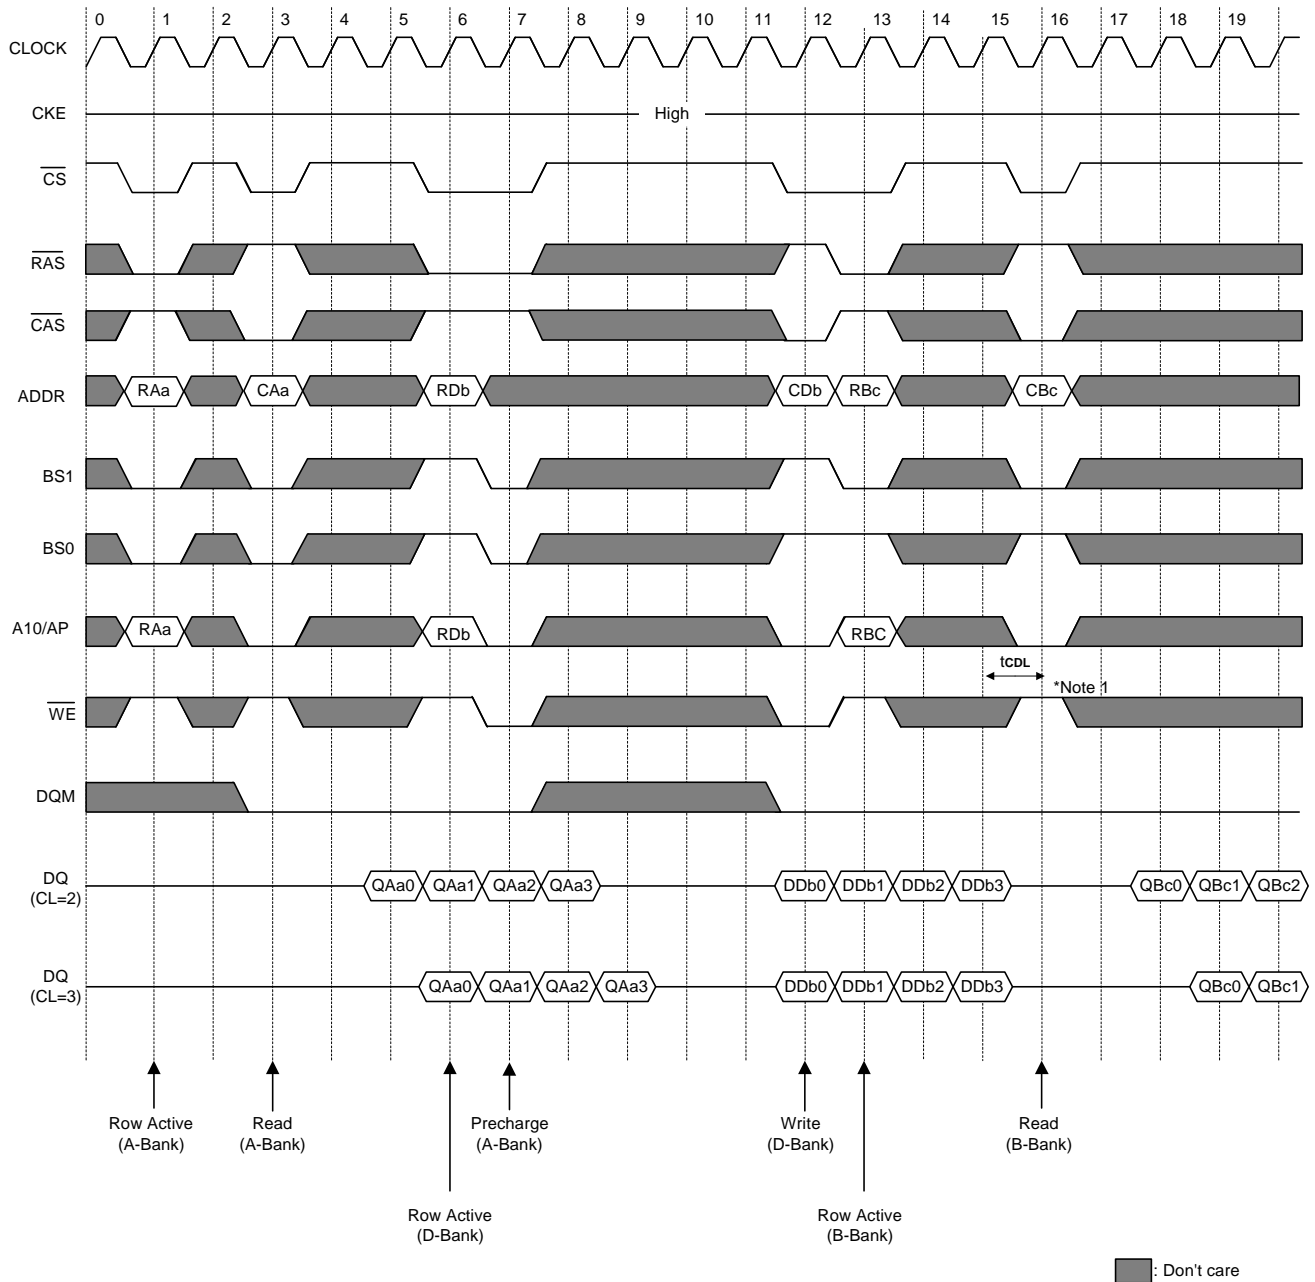 0 1 2 3 4 5 6 7 8 9 10 11 12 13 14 15 16 17 18 19
CLOCK
CKE High
CS
RAS
CAS
ADDR RAa CAa RDb CDb RBc CBc
BS1
BS0
A10/AP RAa RDb RBC
tCDL
*Note 1
WE
DQM
DQ
(CL=2) QAa0 QAa1 QAa2 QAa3 DDb0 DDb1 DDb2 DDb3 QBc0 QBc1 QBc2
DQ
(CL=3) QAa0 QAa1 QAa2 QAa3 DDb0 DDb1 DDb2 DDb3 QBc0 QBc1
Row Active
(A-Bank)
Read
(A-Bank)
Precharge
(A-Bank)
Write
(D-Bank)
Read
(B-Bank)
Row Active
(D-Bank)
Row Active
(B-Bank)
: Don't care